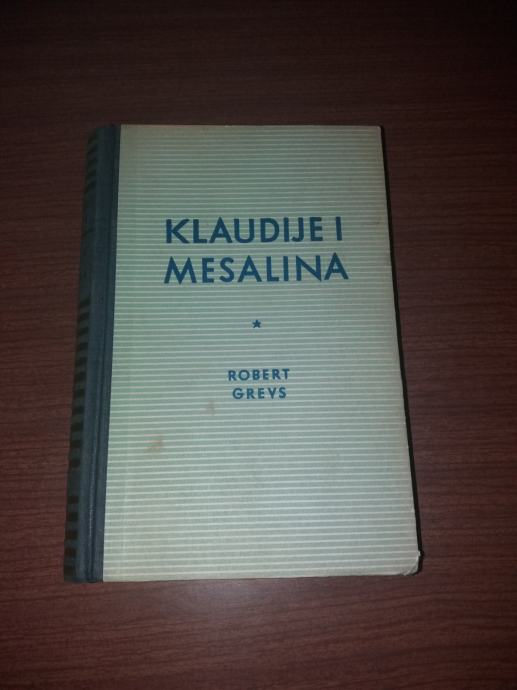 KLAUDIJE I
MESALINA
*
ROBERT
GREVS